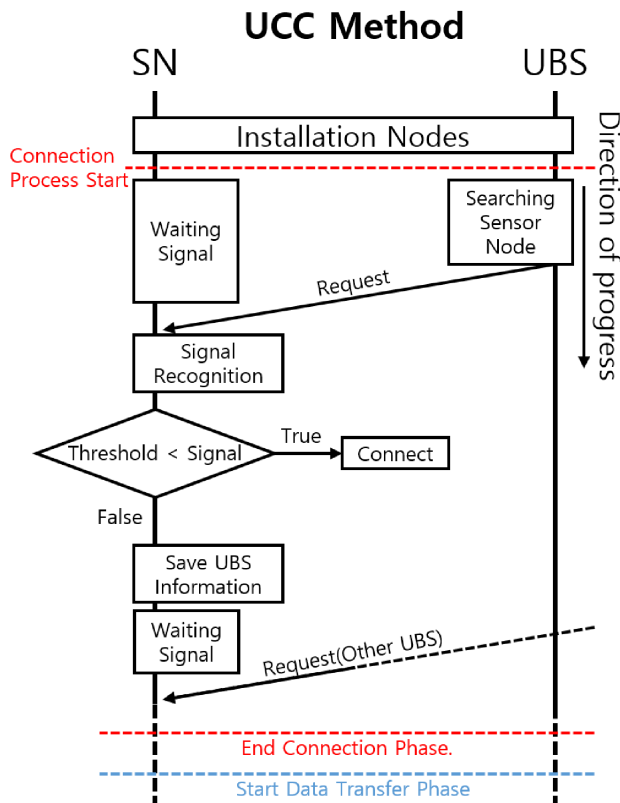 UCC Method
SN
UBS
Installation Nodes
Connection
Process Start
Direction of progress
Waiting
Signal
Searching
Sensor
Node
Request
Signal
Recognition
Threshold < Signal
True
Connect
False
Save UBS
Information
Waiting
Signal
Request(Other UBS)
End Connection Phase.
Start Data Transfer Phase